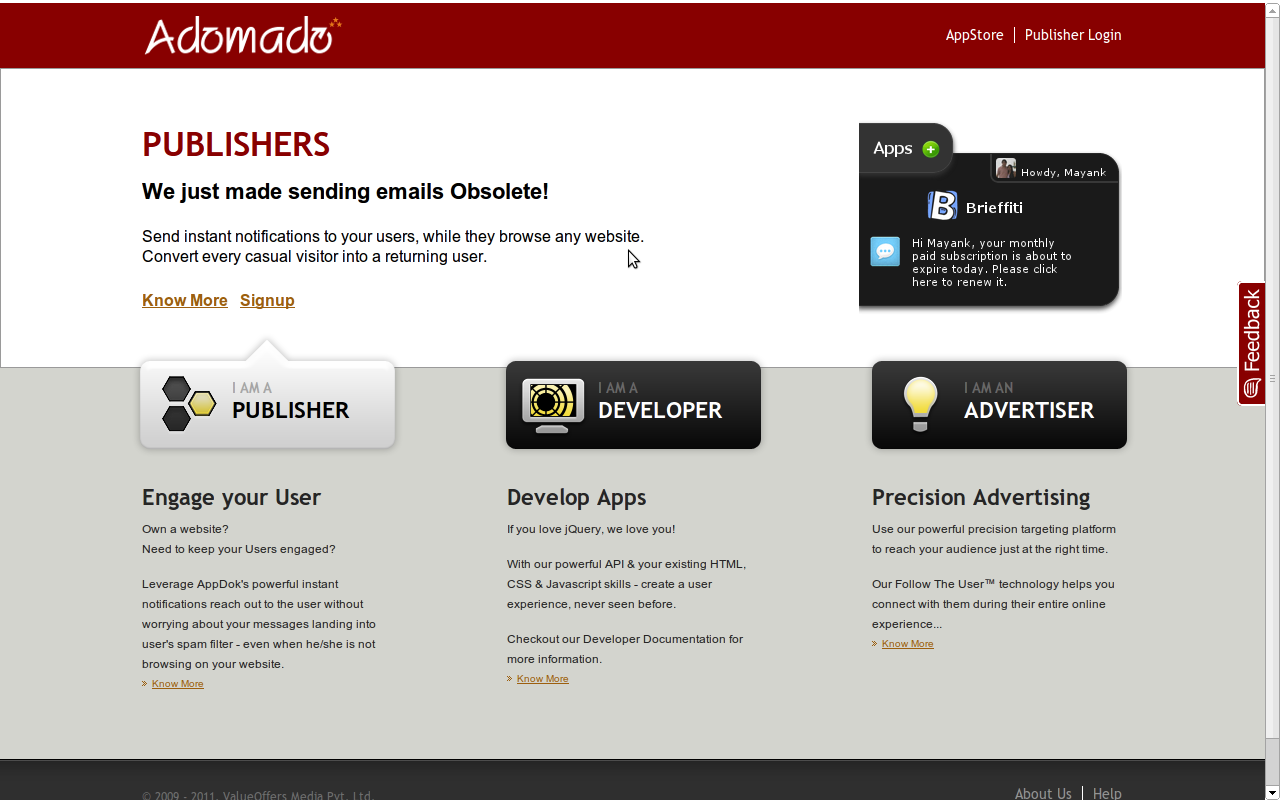 Adomado
AppStore
Publisher Login
PUBLISHERS
We just made sending emails Obsolete!
Send instant notifications to your users, while they browse any website.
Convert every casual visitor into a returning user.
Know More Signup
Apps
Howdy, Mayank
B Brieffiti
Hi Mayank, your monthly
paid subscription is about to
expire today. Please click
here to renew it.
Feedback
I AM A
PUBLISHER
I AM A
DEVELOPER
I AM AN
ADVERTISER
Engage your User
Own a website?
Need to keep your Users engaged?
Leverage AppDok's powerful instant
notifications reach out to the user without
worrying about your messages landing into
user's spam filter - even when he/she is not
browsing on your website.
Know More
Develop Apps
If you love jQuery, we love you!
With our powerful API & your existing HTML,
CSS & Javascript skills - create a user
experience, never seen before.
Checkout our Developer Documentation for
more information.
Know More
Precision Advertising
Use our powerful precision targeting platform
to reach your audience just at the right time.
Our Follow The User™ technology helps you
connect with them during their entire online
experience...
Know More
© 2009 - 2011. ValueOffers Media Pvt. Ltd.
About Us
Help